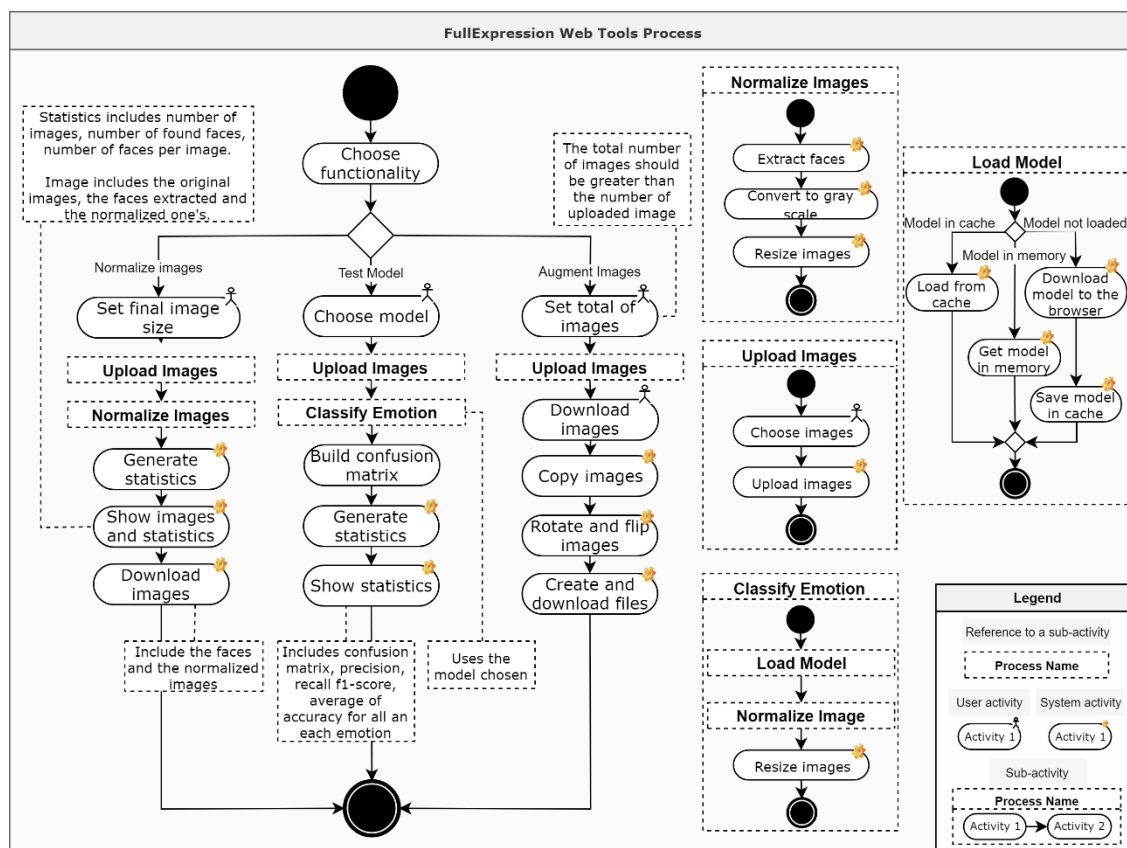 FullExpression Web Tools Process
Statistics includes number of
images, number of found faces,
number of faces per image.
Image includes the original
images, the faces extracted and
the normalized one's.
Choose
functionality
The total number
of images should
be greater than
the number of
uploaded image
Normalize images
Test Model
Augment Images
Set final image
size
Upload Images
Normalize Images
Generate
statistics
Show images
and statistics
Download
images
Include the faces
and the normalized
images
Choose model
Upload Images
Classify Emotion
Build confusion
matrix
Generate
statistics
Show statistics
Includes confusion
matrix, precision,
recall f1-score,
average of
accuracy for all an
each emotion
Uses the
model chosen
Set total of
images
Upload Images
Download
images
Copy images
Rotate and flip
images
Create and
download files
Normalize Images
Extract faces
Convert to gray
scale
Resize images
Upload Images
Choose images
Upload images
Classify Emotion
Load Model
Normalize Image
Resize images
Load Model
Model in cache
Model not loaded
Model in memory
Load from
cache
Download
model to the
browser
Get model
in memory
Save model
in cache
Legend
Reference to a sub-activity
Process Name
User activity
System activity
Activity 1
Activity 1
Sub-activity
Process Name
Activity 1
Activity 2